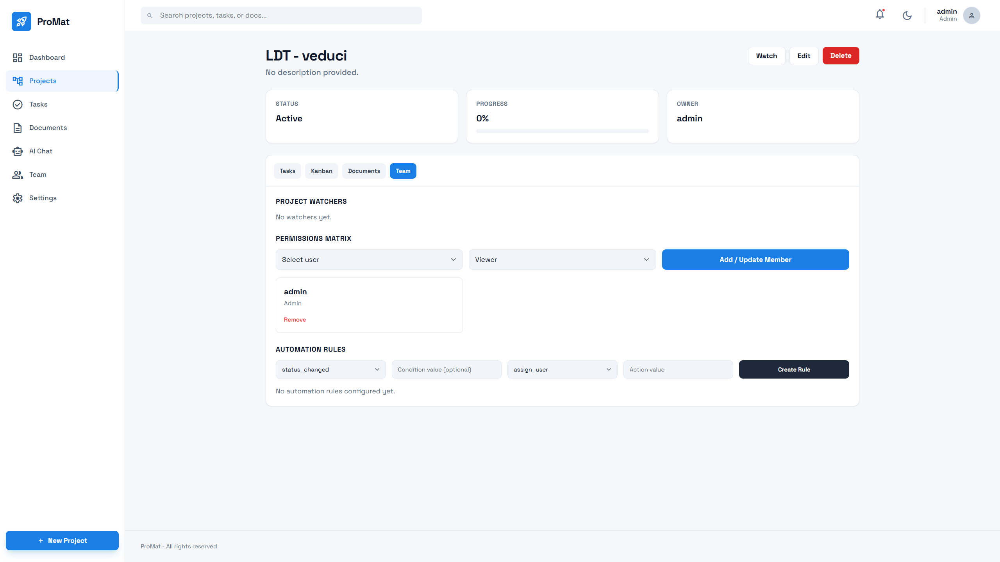 ProMat
Dashboard
Projects
Tasks
Documents
AI Chat
Team
Settings
+ New Project
Search projects, tasks, or docs...
admin
Admin
LDT - veduci
No description provided.
Watch
Edit
Delete
STATUS
Active
PROGRESS
0%
OWNER
admin
Tasks
Kanban
Documents
Team
PROJECT WATCHERS
No watchers yet.
PERMISSIONS MATRIX
Select user
Viewer
Add / Update Member
admin
Admin
Remove
AUTOMATION RULES
status_changed
Condition value (optional)
assign_user
Action value
Create Rule
No automation rules configured yet.
ProMat - All rights reserved